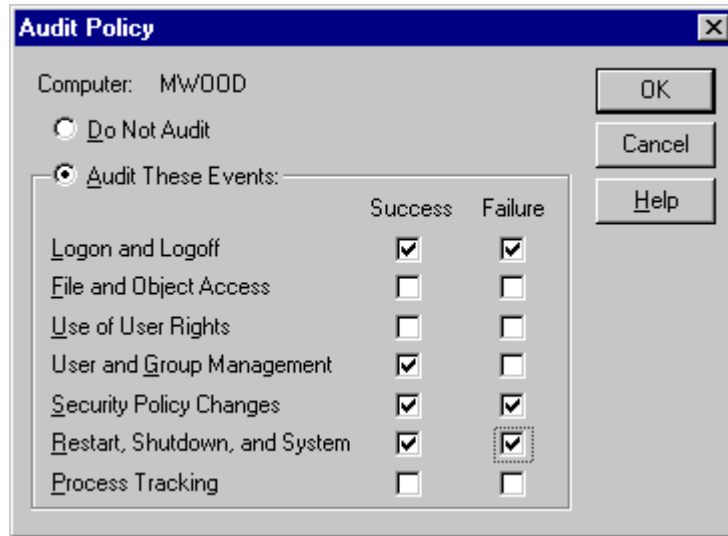 Audit Policy
Computer: MWOOD
OK
Do Not Audit
Cancel
Audit These Events:
Help
Success Failure
Logon and Logoff
File and Object Access
Use of User Rights
User and Group Management
Security Policy Changes
Restart, Shutdown, and System
Process Tracking